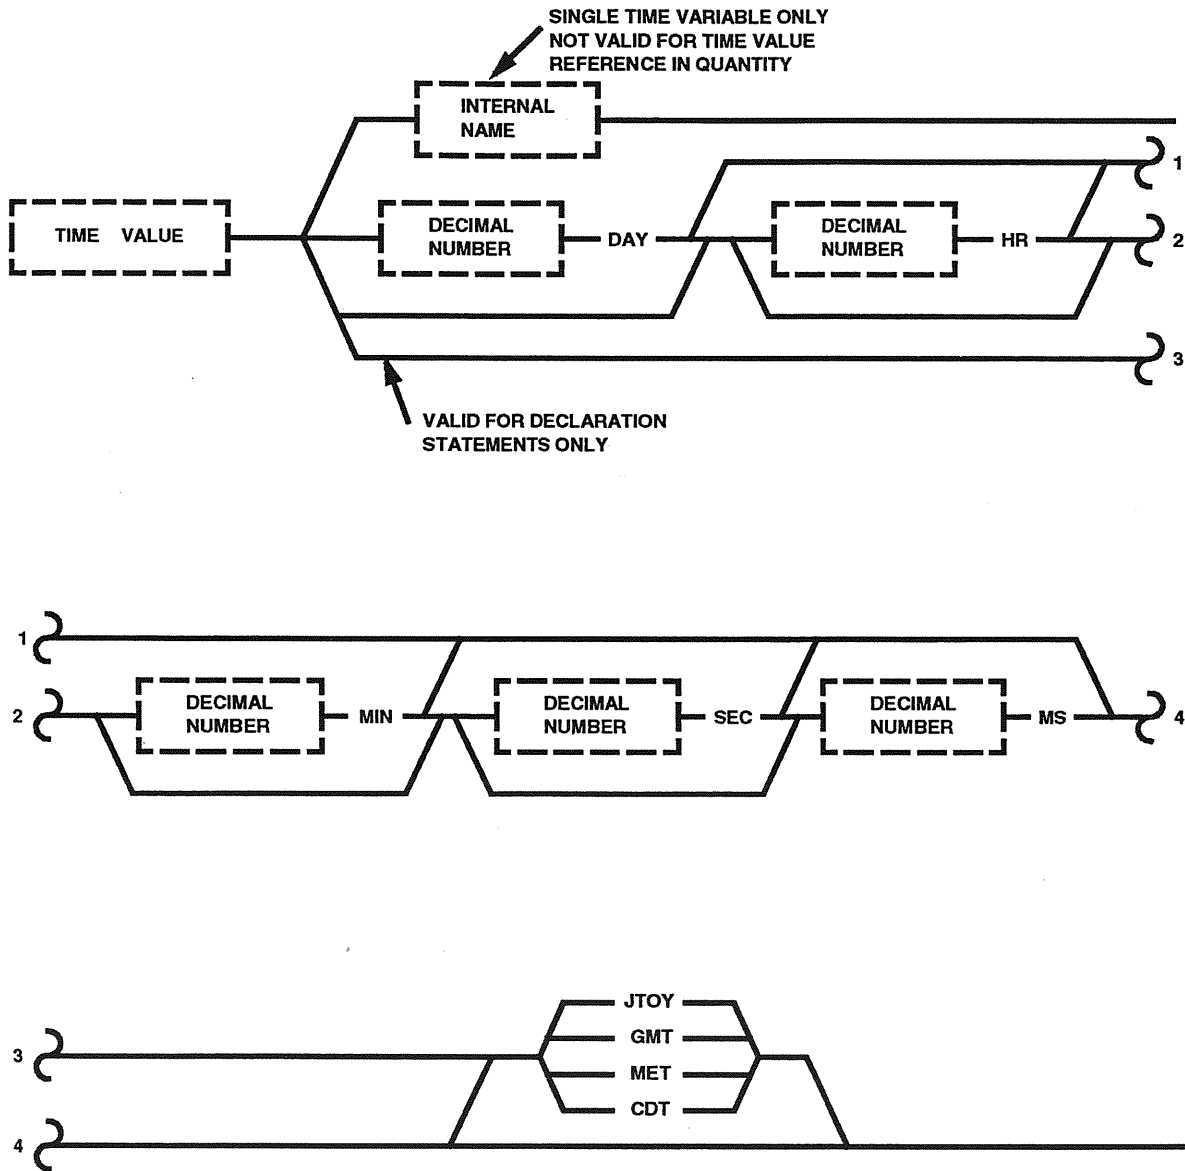 SINGLE TIME VARIABLE ONLY
NOT VALID FOR TIME VALUE
REFERENCE IN QUANTITY
INTERNAL
NAME
1
TIME VALUE
DECIMAL
NUMBER
DAY
DECIMAL
NUMBER
HR
2
3
VALID FOR DECLARATION
STATEMENTS ONLY
1
2
DECIMAL
NUMBER
MIN
DECIMAL
NUMBER
SEC
DECIMAL
NUMBER
MS
4
JTOY
GMT
3
MET
CDT
4